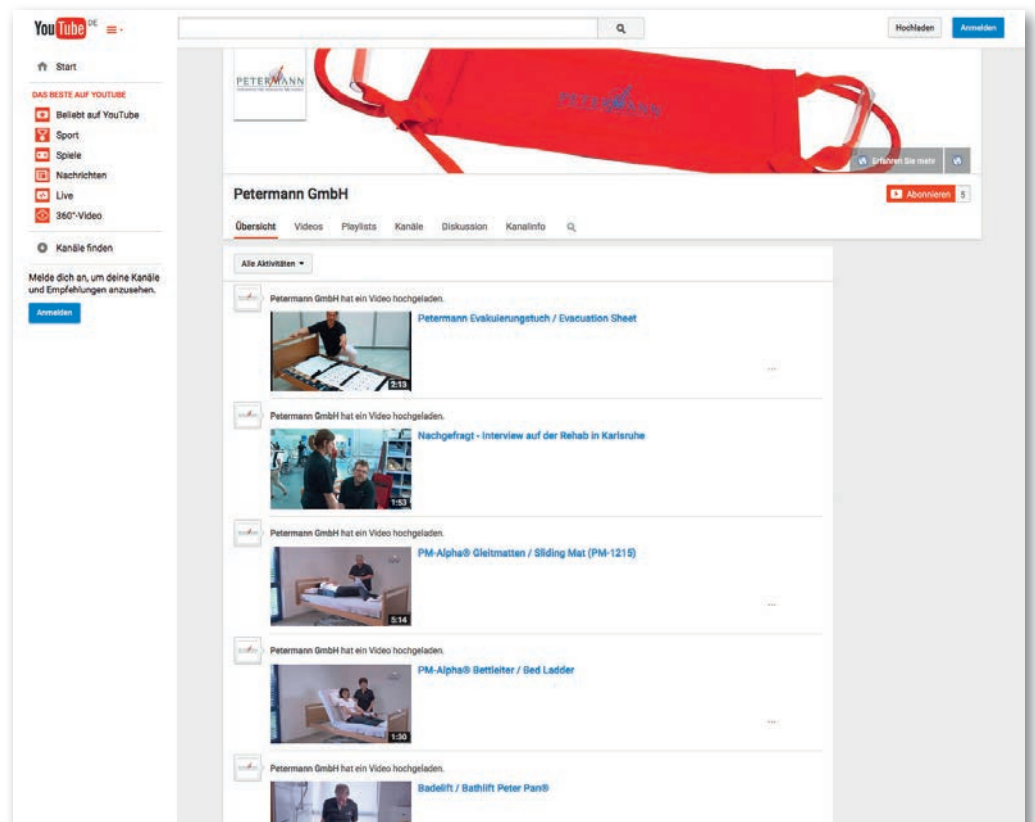 YouTube DE
Hochladen
Anmelden
Start
DAS BESTE AUF YOUTUBE
Beliebt auf YouTube
Sport
Spiele
Nachrichten
Live
360°-Video
Kanäle finden
Melde dich an, um deine Kanäle
und Empfehlungen anzusehen.
Anmelden
PETERMANN
PETERMANN
Erfahren Sie mehr
Petermann GmbH
Abonnieren 5
Übersicht Videos Playlists Kanäle Diskussion Kanalinfo
Alle Aktivitäten
Petermann GmbH hat ein Video hochgeladen.
Petermann Evakuierungstuch / Evacuation Sheet
2:13
Petermann GmbH hat ein Video hochgeladen.
Nachgefragt - Interview auf der Rehab in Karlsruhe
1:53
Petermann GmbH hat ein Video hochgeladen.
PM-Alpha® Gleitmatten / Sliding Mat (PM-1215)
5:14
Petermann GmbH hat ein Video hochgeladen.
PM-Alpha® Bettleiter / Bed Ladder
1:30
Petermann GmbH hat ein Video hochgeladen.
Badelift / Bathlift Peter Pan®